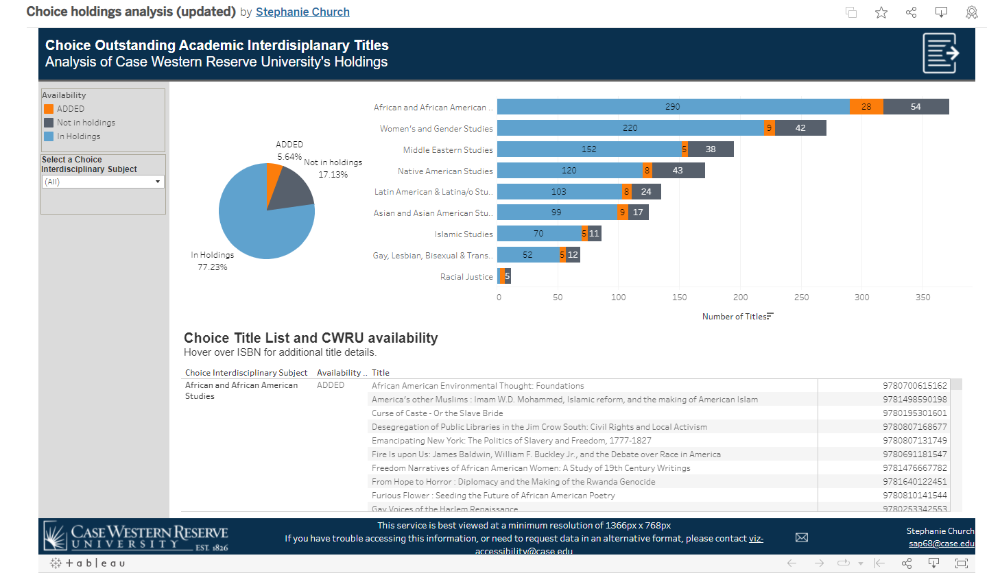 Choice holdings analysis (updated) by Stephanie Church
Choice Outstanding Academic Interdisiplanary Titles
Analysis of Case Western Reserve University's Holdings
Availability
ADDED
Not in holdings
In Holdings
Select a Choice
Interdisciplinary Subject
(All)
ADDED
5.64%
Not in holdings
17.13%
In Holdings
77.23%
African and African American .. 290 28 54
Women's and Gender Studies 220 9 42
Middle Eastern Studies 152 5 38
Native American Studies 120 8 43
Latin American & Latina/o Stu.. 103 8 24
Asian and Asian American Stu.. 99 9 17
Islamic Studies 70 5 11
Gay, Lesbian, Bisexual & Trans.. 52 5 12
Racial Justice 5
0 50 100 150 200 250 300 350
Number of Titles
Choice Title List and CWRU availability
Hover over ISBN for additional title details.
Choice Interdisciplinary Subject Availability .. Title
African and African American ADDED African American Environmental Thought: Foundations 9780700615162
Studies America's other Muslims : Imam W.D. Mohammed, Islamic reform, and the making of American Islam 9781498590198
Curse of Caste - Or the Slave Bride 9780195301601
Desegregation of Public Libraries in the Jim Crow South: Civil Rights and Local Activism 9780807168677
Emancipating New York: The Politics of Slavery and Freedom, 1777-1827 9780807131749
Fire Is upon Us: James Baldwin, William F. Buckley Jr., and the Debate over Race in America 9780691181547
Freedom Narratives of African American Women: A Study of 19th Century Writings 9781476667782
From Hope to Horror : Diplomacy and the Making of the Rwanda Genocide 9781640122451
Furious Flower : Seeding the Future of African American Poetry 9780810141544
Gay Voices of the Harlem Renaissance 9780253342553
CASE WESTERN RESERVE
UNIVERSITY EST. 1826
This service is best viewed at a minimum resolution of 1366px x 768px
If you have trouble accessing this information, or need to request data in an alternative format, please contact viz-
accessibility@case.edu
Stephanie Church
sap68@case.edu
+ableau